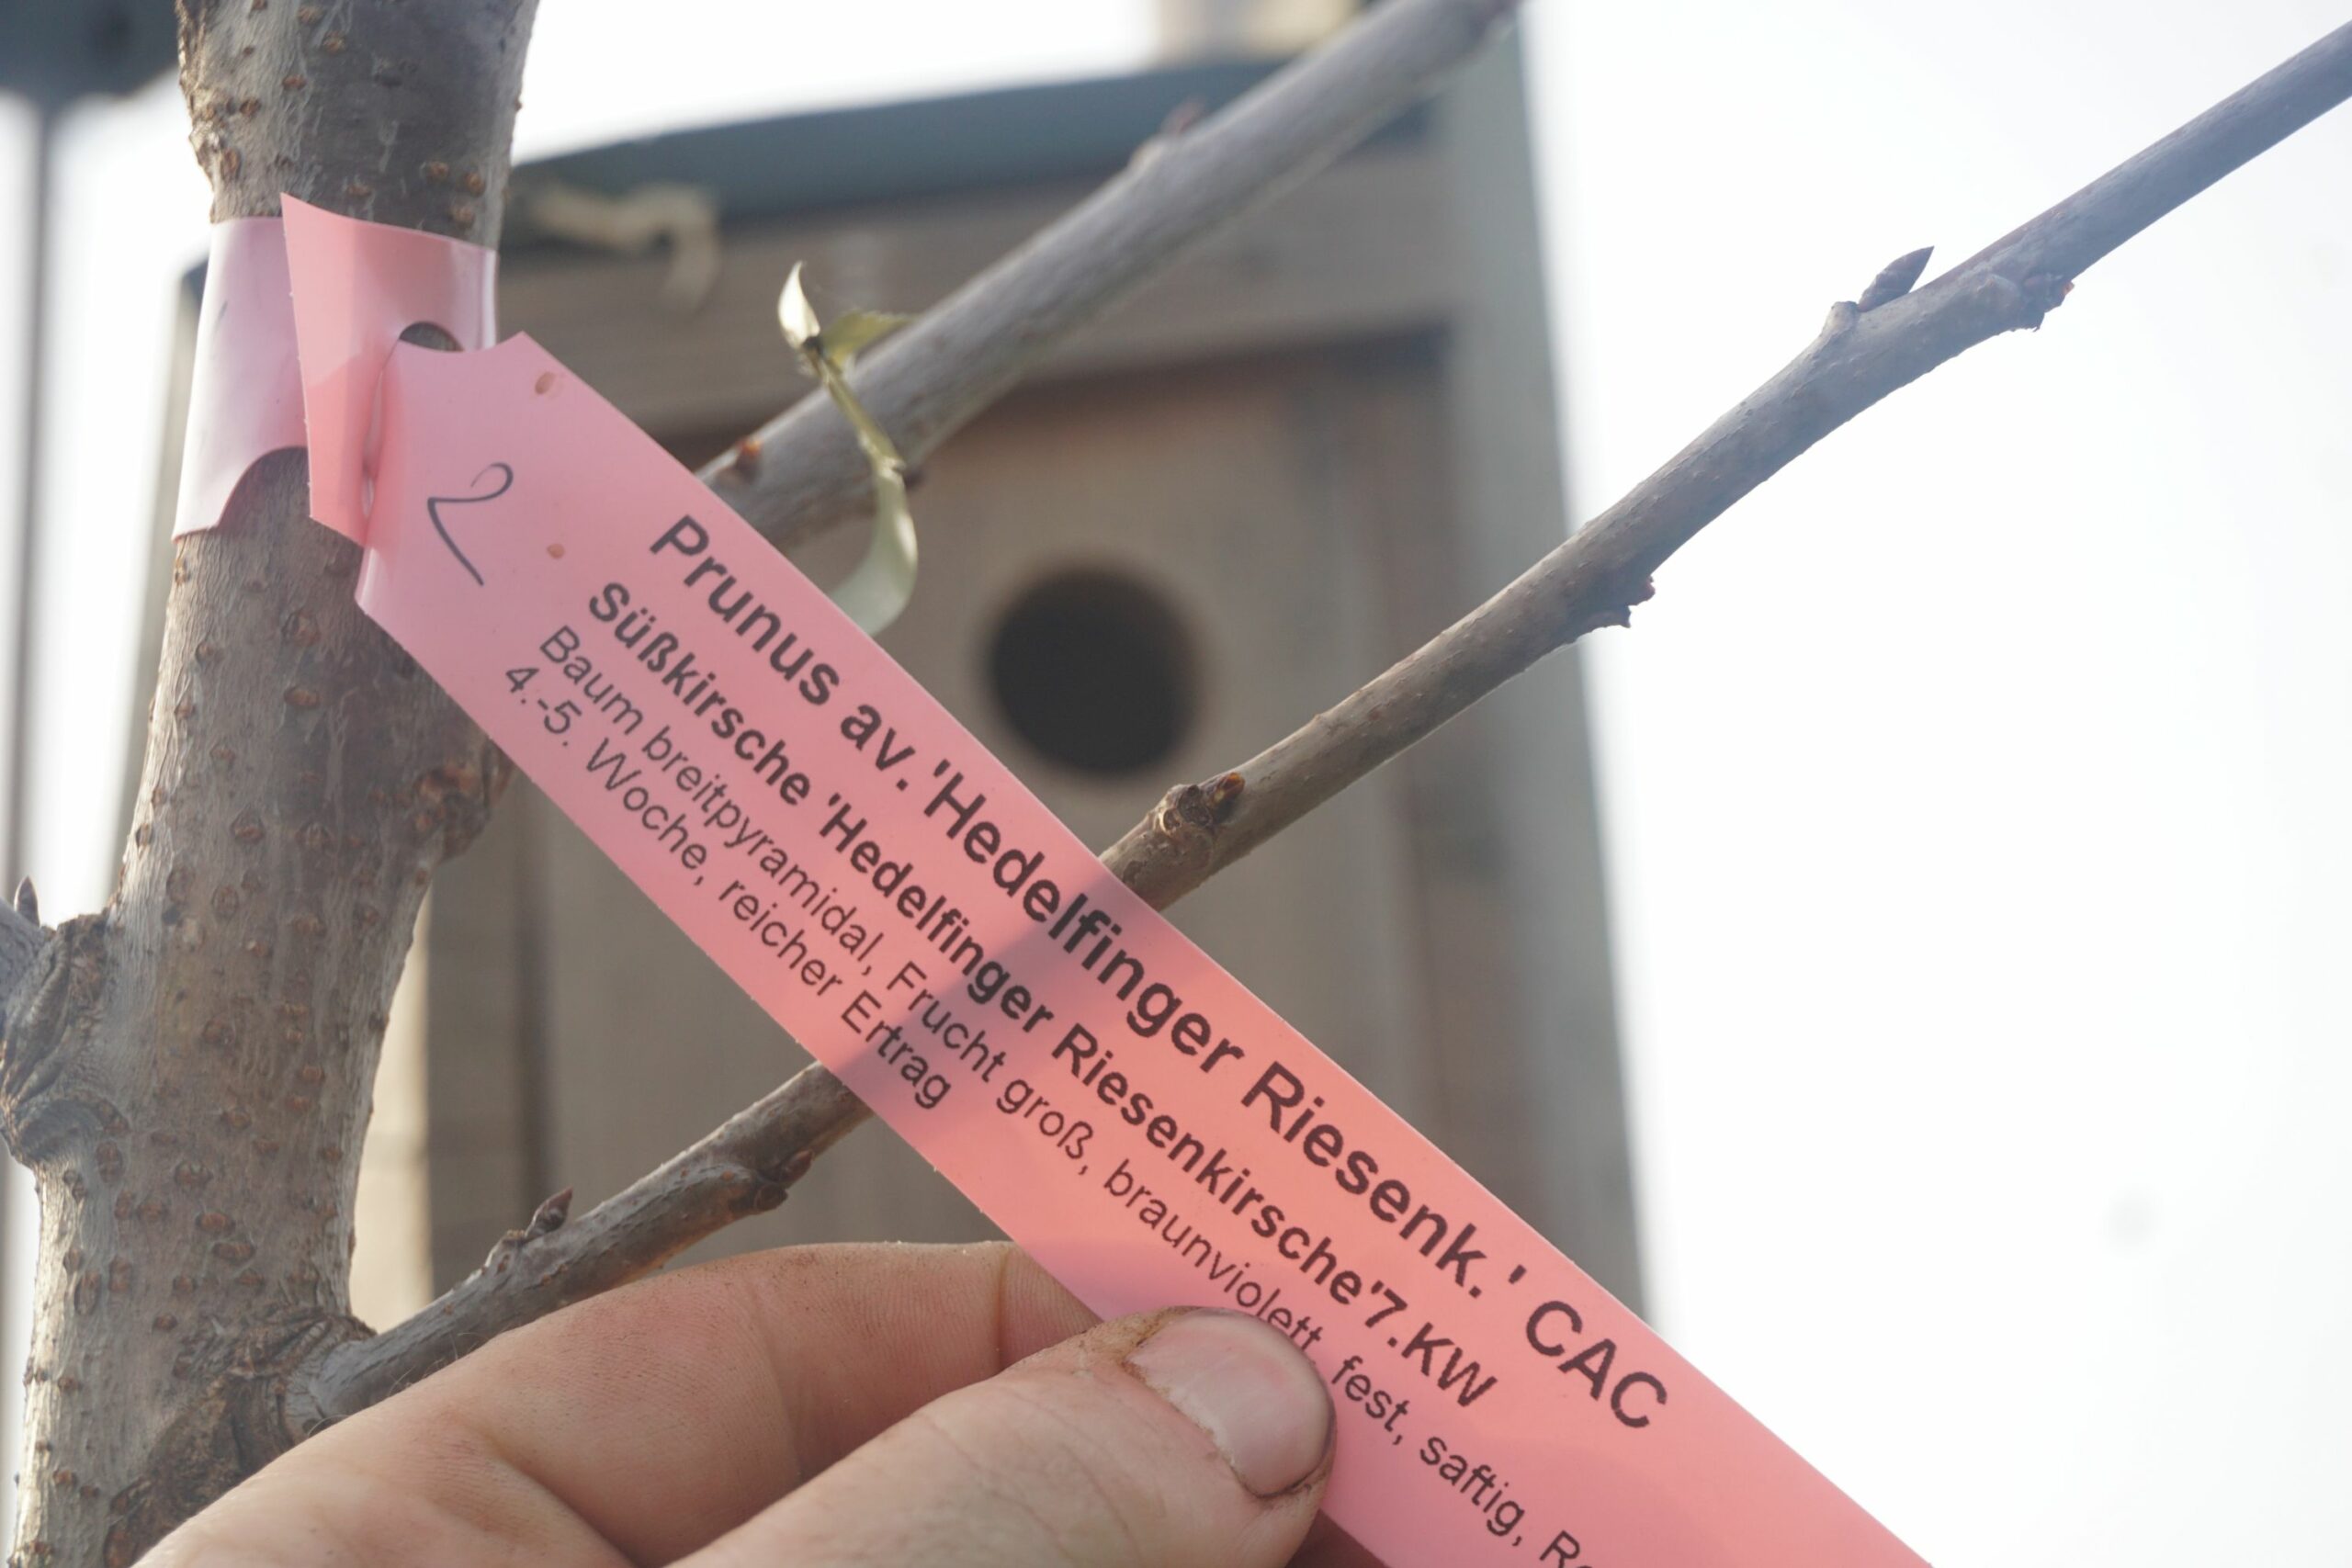 2
Prunus av. 'Hedelfinger Riesenk.' CAC
Süßkirsche 'Hedelfinger Riesenkirsche'7.KW
Baum breitpyramidal, Frucht groß, braunviolett, fest, saftig,
4.-5. Woche, reicher Ertrag